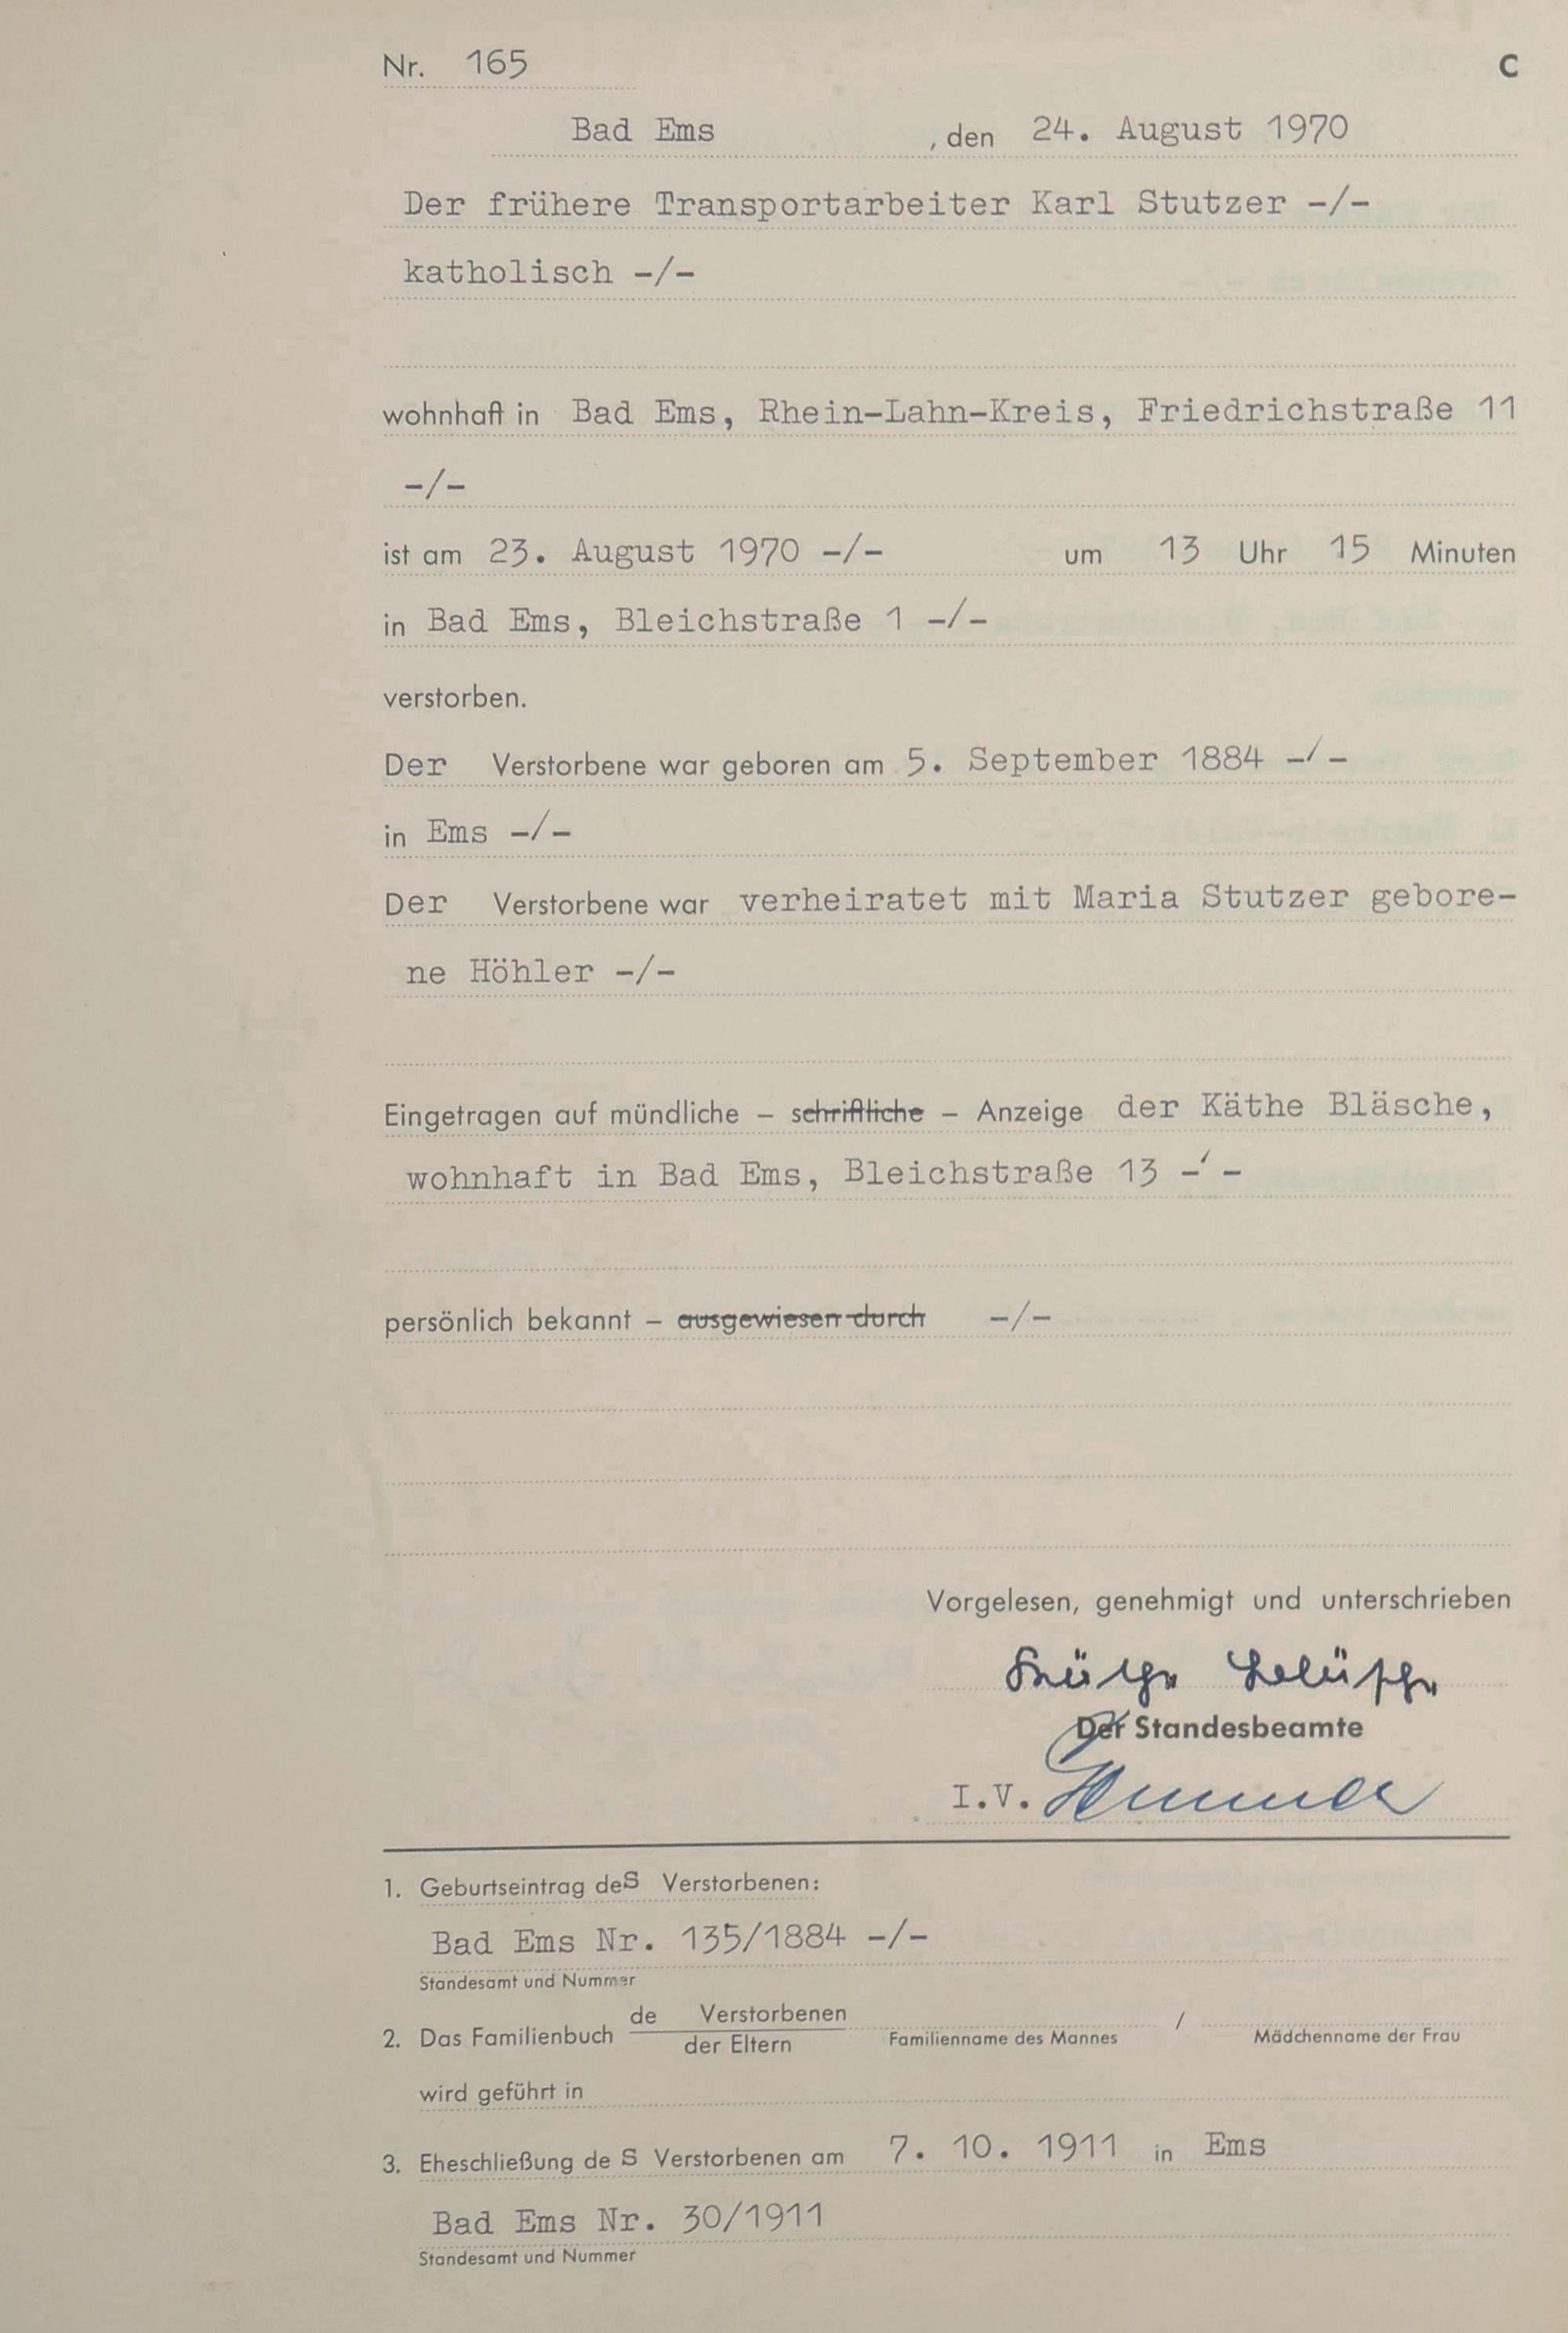 Nr. 165 C
Bad Ems , den 24. August 1970
Der frühere Transportarbeiter Karl Stutzer -/-
katholisch -/-
wohnhaft in Bad Ems, Rhein-Lahn-Kreis, Friedrichstraße 11
-/-
ist am 23. August 1970 -/- um 13 Uhr 15 Minuten
in Bad Ems, Bleichstraße 1 -/-
verstorben.
Der Verstorbene war geboren am 5. September 1884 -/-
in Ems -/-
Der Verstorbene war verheiratet mit Maria Stutzer gebore-
ne Höhler -/-
Eingetragen auf mündliche – schriftliche – Anzeige der Käthe Bläsche,
wohnhaft in Bad Ems, Bleichstraße 13 -/-
persönlich bekannt – ausgewiesen durch -/-
Vorgelesen, genehmigt und unterschrieben
Käthe Bläsche
Der Standesbeamte
I.V.
1. Geburtseintrag des Verstorbenen:
Bad Ems Nr. 135/1884 -/-
Standesamt und Nummer
2. Das Familienbuch de Verstorbenen / 
der Eltern Familienname des Mannes Mädchenname der Frau
wird geführt in
3. Eheschließung de s Verstorbenen am 7. 10. 1911 in Ems
Bad Ems Nr. 30/1911
Standesamt und Nummer